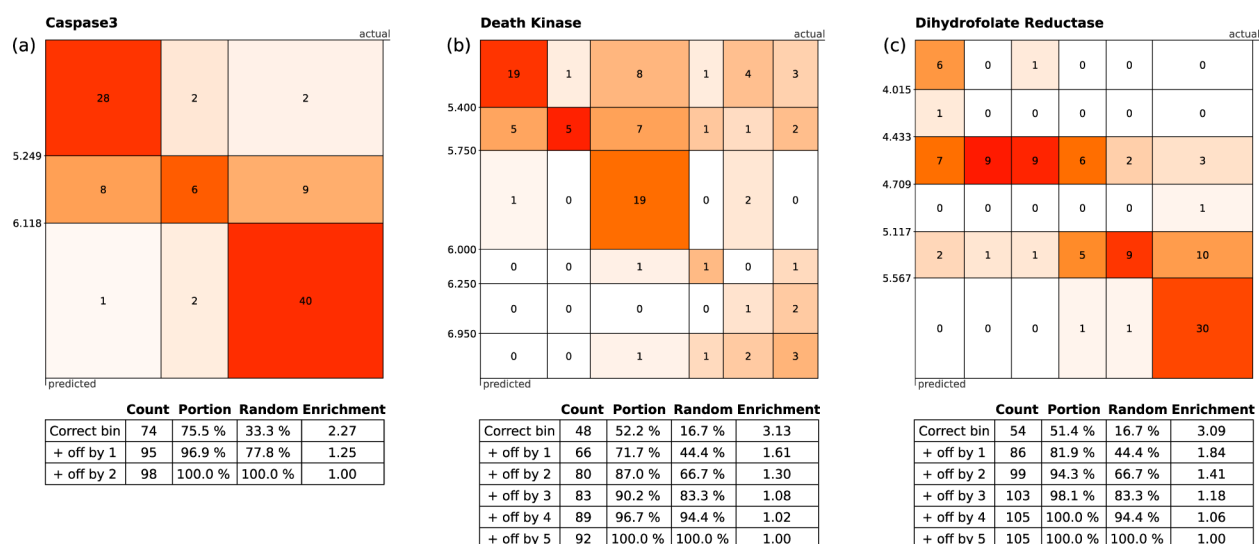 Caspase3
(a)
actual
28 2 2
5.249
8 6 9
6.118
1 2 40
predicted
Count Portion Random Enrichment
Correct bin 74 75.5 % 33.3 % 2.27
+ off by 1 95 96.9 % 77.8 % 1.25
+ off by 2 98 100.0 % 100.0 % 1.00
Death Kinase
(b)
actual
19 1 8 1 4 3
5.400
5 5 7 1 1 2
5.750
1 0 19 0 2 0
6.000
0 0 1 1 0 1
6.250
0 0 0 0 1 2
6.950
0 0 1 1 2 3
predicted
Count Portion Random Enrichment
Correct bin 48 52.2 % 16.7 % 3.13
+ off by 1 66 71.7 % 44.4 % 1.61
+ off by 2 80 87.0 % 66.7 % 1.30
+ off by 3 83 90.2 % 83.3 % 1.08
+ off by 4 89 96.7 % 94.4 % 1.02
+ off by 5 92 100.0 % 100.0 % 1.00
Dihydrofolate Reductase
(c)
actual
6 0 1 0 0 0
4.015
1 0 0 0 0 0
4.433
7 9 9 6 2 3
4.709
0 0 0 0 0 1
5.117
2 1 1 5 9 10
5.567
0 0 0 1 1 30
predicted
Count Portion Random Enrichment
Correct bin 54 51.4 % 16.7 % 3.09
+ off by 1 86 81.9 % 44.4 % 1.84
+ off by 2 99 94.3 % 66.7 % 1.41
+ off by 3 103 98.1 % 83.3 % 1.18
+ off by 4 105 100.0 % 94.4 % 1.06
+ off by 5 105 100.0 % 100.0 % 1.00